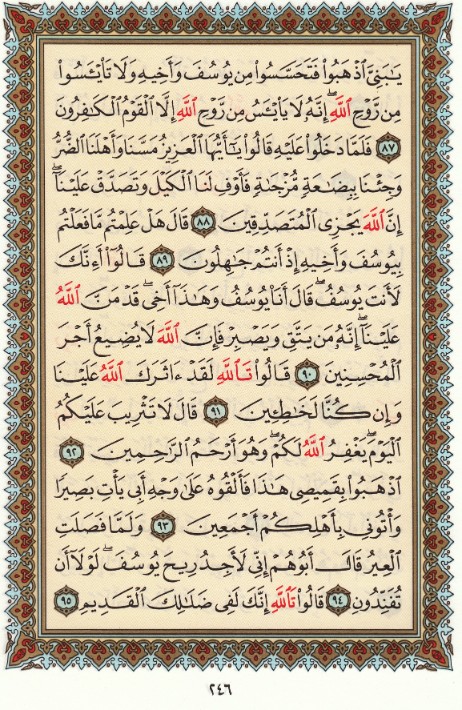 يَٰبَنِىَّ ٱذْهَبُوا۟ فَتَحَسَّسُوا۟ مِن يُوسُفَ وَأَخِيهِ وَلَا تَا۟يْـَٔسُوا۟
مِن رَّوْحِ ٱللَّهِ ۖ إِنَّهُۥ لَا يَا۟يْـَٔسُ مِن رَّوْحِ ٱللَّهِ إِلَّا ٱلْقَوْمُ ٱلْكَٰفِرُونَ
٨٧ فَلَمَّا دَخَلُوا۟ عَلَيْهِ قَالُوا۟ يَٰٓأَيُّهَا ٱلْعَزِيزُ مَسَّنَا وَأَهْلَنَا ٱلضُّرُّ
وَجِئْنَا بِبِضَٰعَةٍ مُّزْجَىٰةٍ فَأَوْفِ لَنَا ٱلْكَيْلَ وَتَصَدَّقْ عَلَيْنَآ ۖ
إِنَّ ٱللَّهَ يَجْزِى ٱلْمُتَصَدِّقِينَ ٨٨ قَالَ هَلْ عَلِمْتُم مَّا فَعَلْتُم
بِيُوسُفَ وَأَخِيهِ إِذْ أَنتُمْ جَٰهِلُونَ ٨٩ قَالُوٓا۟ أَءِنَّكَ
لَأَنتَ يُوسُفُ ۖ قَالَ أَنَا۠ يُوسُفُ وَهَٰذَآ أَخِى ۖ قَدْ مَنَّ ٱللَّهُ
عَلَيْنَآ ۖ إِنَّهُۥ مَن يَتَّقِ وَيَصْبِرْ فَإِنَّ ٱللَّهَ لَا يُضِيعُ أَجْرَ
ٱلْمُحْسِنِينَ ٩٠ قَالُوا۟ تَٱللَّهِ لَقَدْ ءَاثَرَكَ ٱللَّهُ عَلَيْنَا
وَإِن كُنَّا لَخَٰطِـِٔينَ ٩١ قَالَ لَا تَثْرِيبَ عَلَيْكُمُ
ٱلْيَوْمَ ۖ يَغْفِرُ ٱللَّهُ لَكُمْ ۖ وَهُوَ أَرْحَمُ ٱلرَّٰحِمِينَ ٩٢
ٱذْهَبُوا۟ بِقَمِيصِى هَٰذَا فَأَلْقُوهُ عَلَىٰ وَجْهِ أَبِى يَأْتِ بَصِيرًا
وَأْتُونِى بِأَهْلِكُمْ أَجْمَعِينَ ٩٣ وَلَمَّا فَصَلَتِ
ٱلْعِيرُ قَالَ أَبُوهُمْ إِنِّى لَأَجِدُ رِيحَ يُوسُفَ ۖ لَوْلَآ أَن
تُفَنِّدُونِ ٩٤ قَالُوا۟ تَٱللَّهِ إِنَّكَ لَفِى ضَلَٰلِكَ ٱلْقَدِيمِ ٩٥
٢٤٦